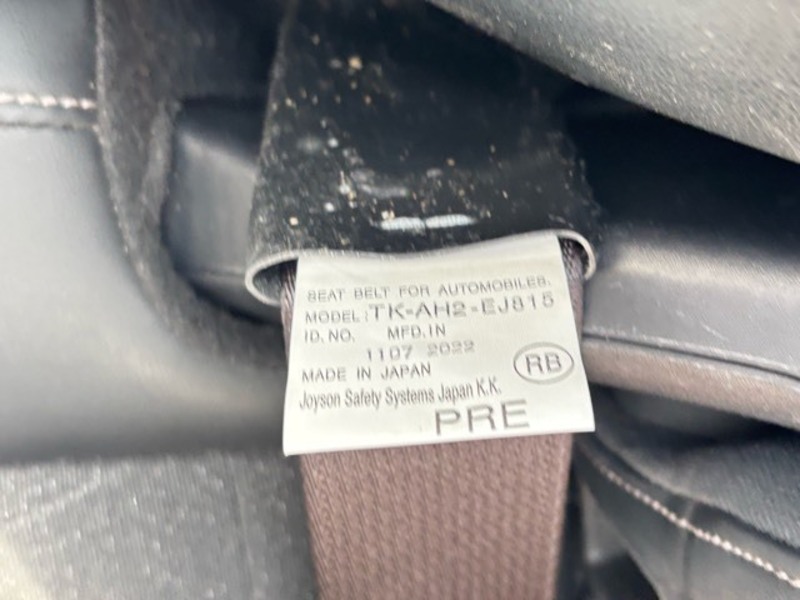 SEAT BELT FOR AUTOMOBILES.
MODEL: TK-AH2-EJ815
ID. NO. MFD. IN
1107 2022
MADE IN JAPAN
RB
Joyson Safety Systems Japan K.K.
PRE